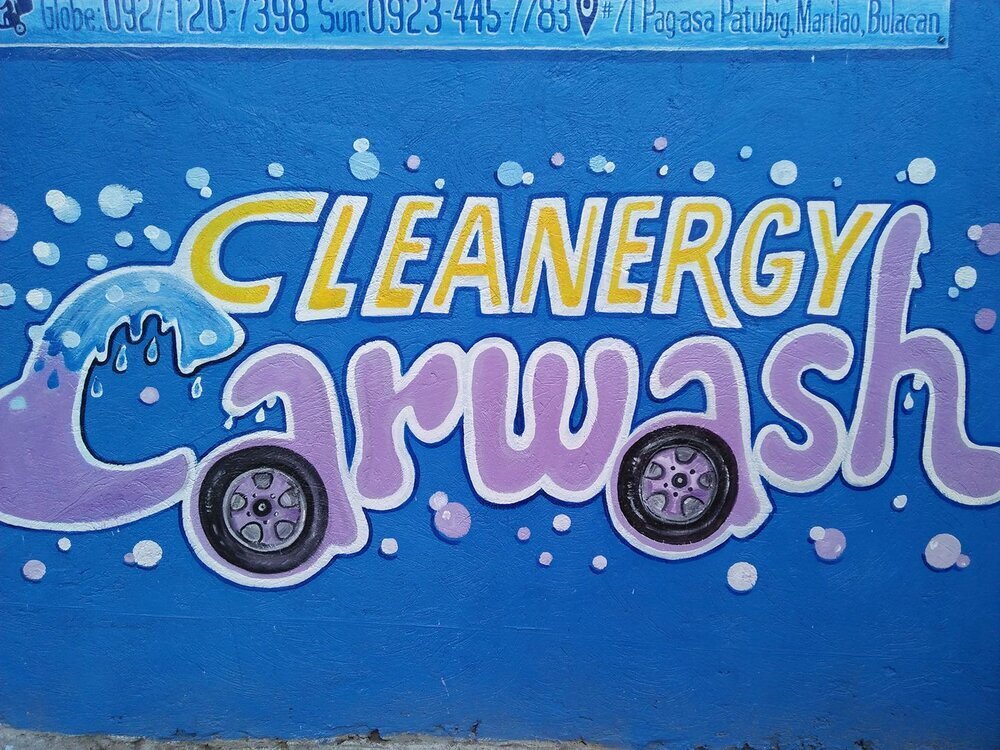 Globe:0927-120-7398 Sun:0923-445-7783 #71 Pag-asa Patubig, Marilao, Bulacan
CLEANERGY
Carwash